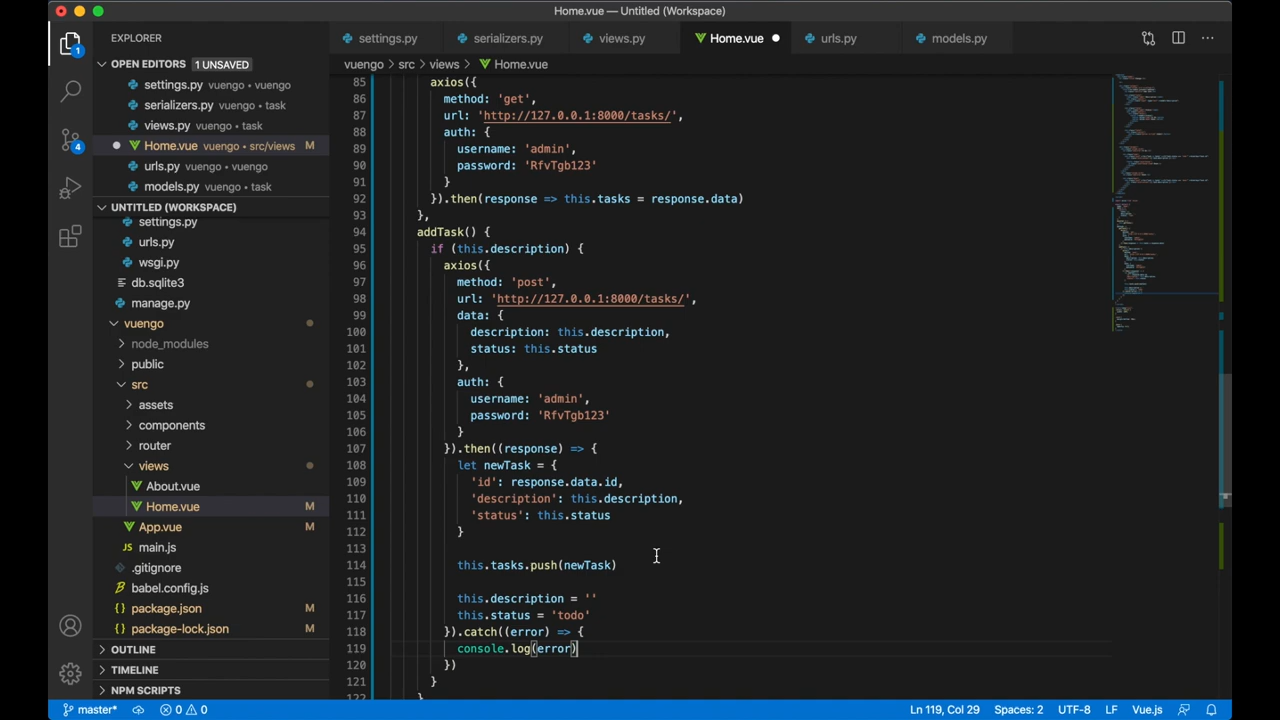 Home.vue — Untitled (Workspace)
EXPLORER
OPEN EDITORS 1 UNSAVED
settings.py vuengo
serializers.py task
views.py task
Home.vue vuengo • src/views M
urls.py vuengo
models.py task
UNTITLED (WORKSPACE)
settings.py
urls.py
wsgi.py
db.sqlite3
manage.py
vuengo
node_modules
public
src
assets
components
router
views
About.vue
Home.vue M
App.vue M
main.js
.gitignore
babel.config.js
package.json M
package-lock.json M
OUTLINE
TIMELINE
NPM SCRIPTS
1
4
settings.py serializers.py views.py Home.vue urls.py models.py
vuengo > src > views > Home.vue
85 axios({
86 method: 'get',
87 url: 'http://127.0.0.1:8000/tasks/',
88 auth: {
89 username: 'admin',
90 password: 'RfvTgb123'
91 }
92 }).then(response => this.tasks = response.data)
93 },
94 addTask() {
95 if (this.description) {
96 axios({
97 method: 'post',
98 url: 'http://127.0.0.1:8000/tasks/',
99 data: {
100 description: this.description,
101 status: this.status
102 },
103 auth: {
104 username: 'admin',
105 password: 'RfvTgb123'
106 }
107 }).then((response) => {
108 let newTask = {
109 'id': response.data.id,
110 'description': this.description,
111 'status': this.status
112 }
113
114 this.tasks.push(newTask)
115
116 this.description = ''
117 this.status = 'todo'
118 }).catch((error) => {
119 console.log(error)
120 })
121 }
122 }
master* 0 0 Ln 119, Col 29 Spaces: 2 UTF-8 LF Vue.js